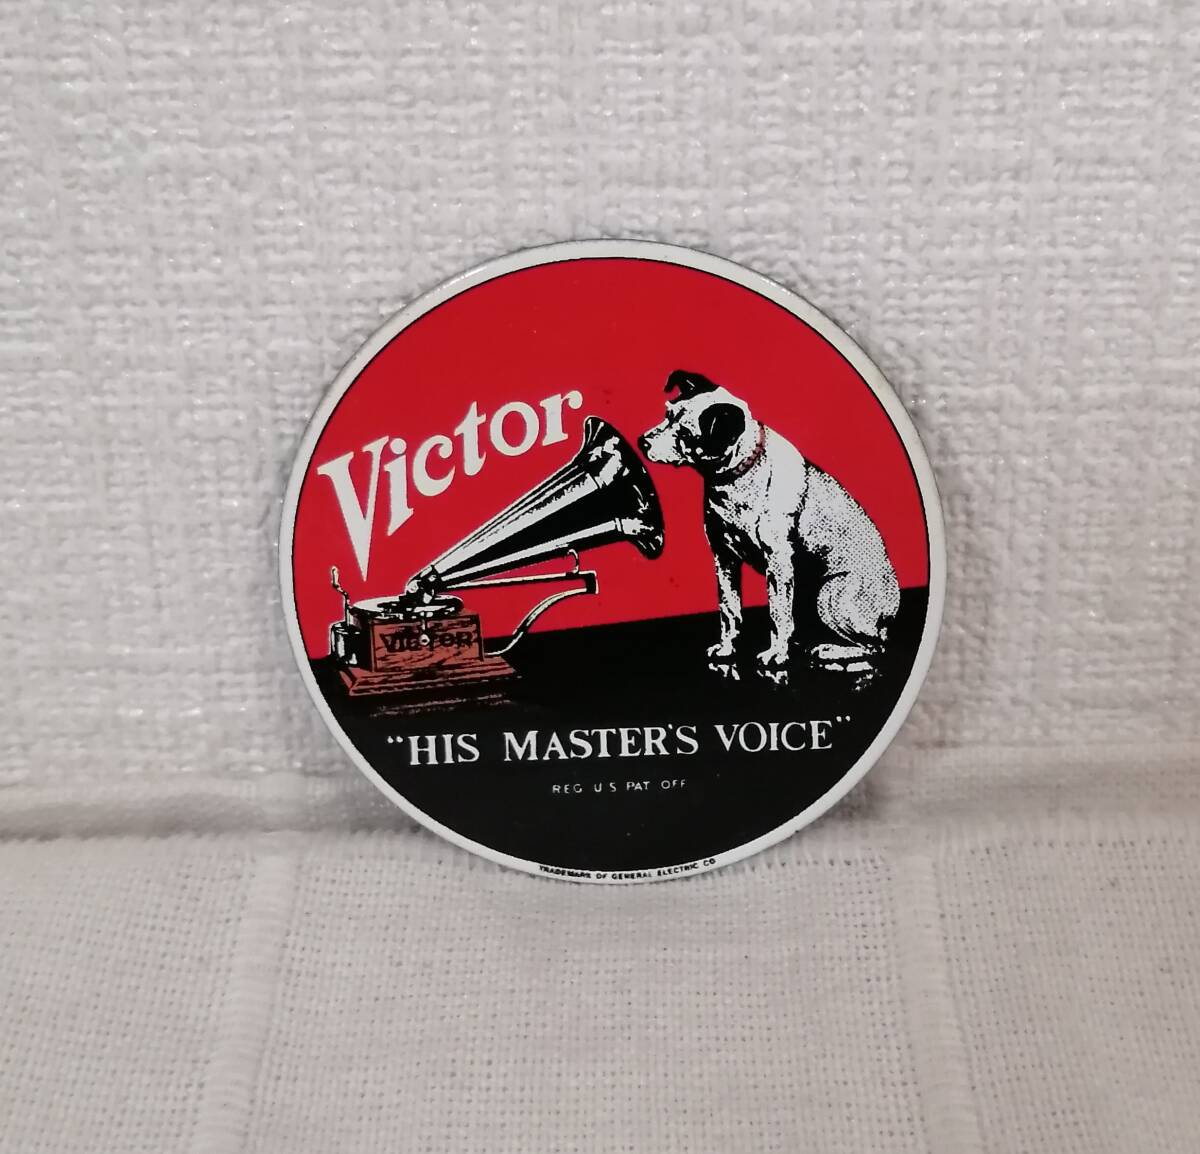 Victor
VICTOR
"HIS MASTER'S VOICE"
REG U S PAT OFF
TRADEMARK OF GENERAL ELECTRIC CO